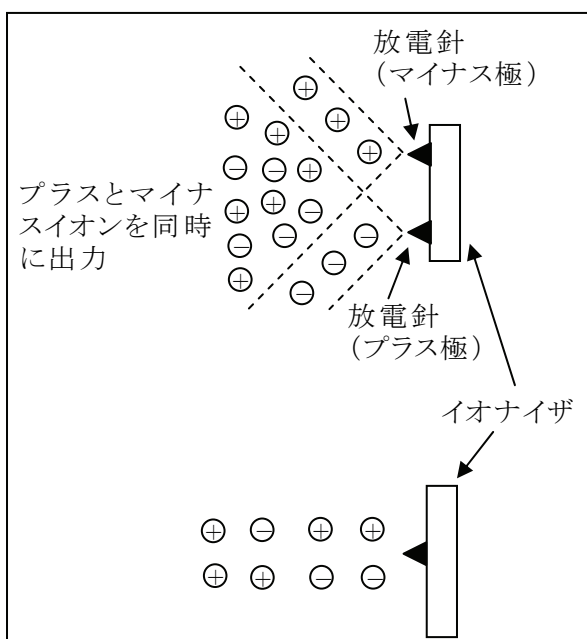 放電針
(マイナス極)
プラスとマイナ
スイオンを同時
に出力
放電針
(プラス極)
イオナイザ